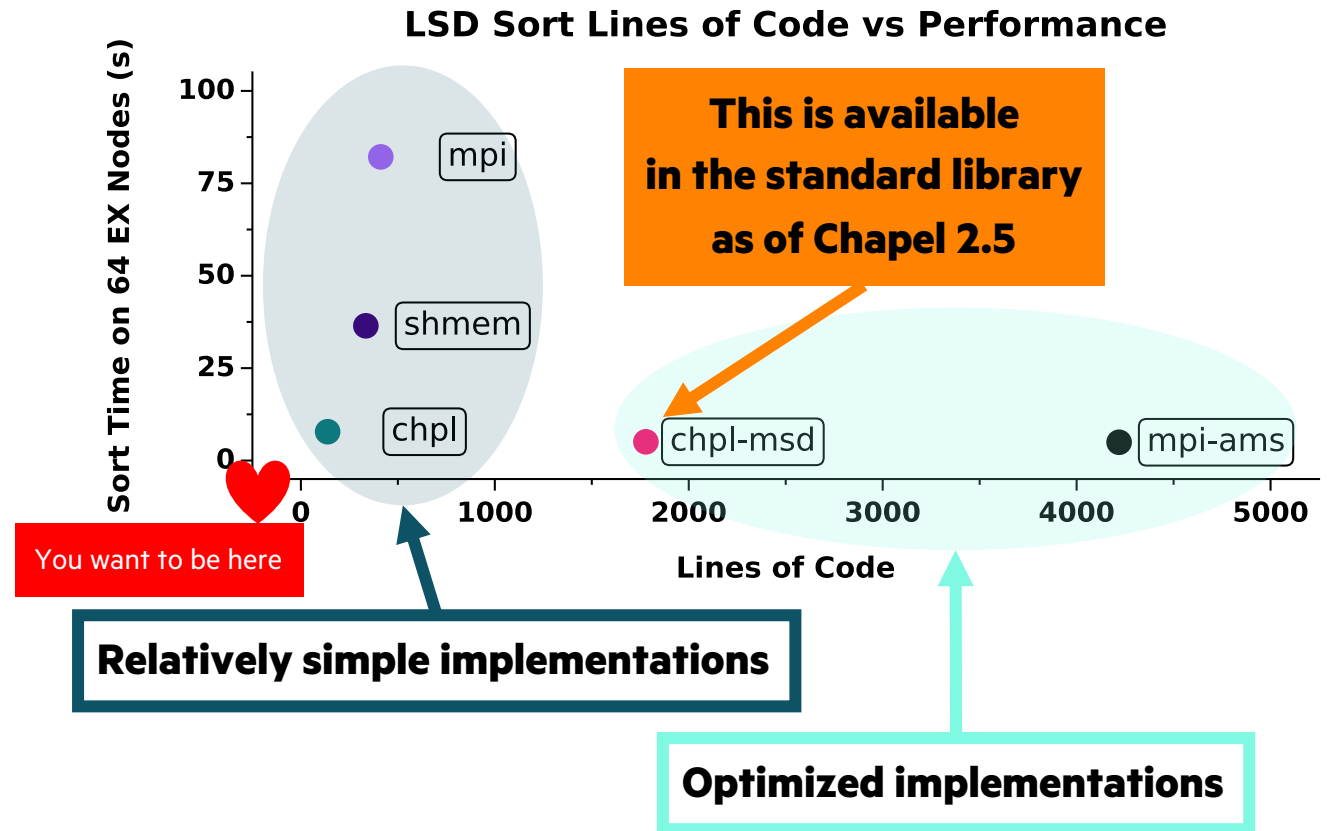 LSD Sort Lines of Code vs Performance
Sort Time on 64 EX Nodes (s)
100
75
50
25
0
mpi
shmem
chpl
This is available
in the standard library
as of Chapel 2.5
chpl-msd
mpi-ams
0
1000
2000
3000
4000
5000
Lines of Code
You want to be here
Relatively simple implementations
Optimized implementations